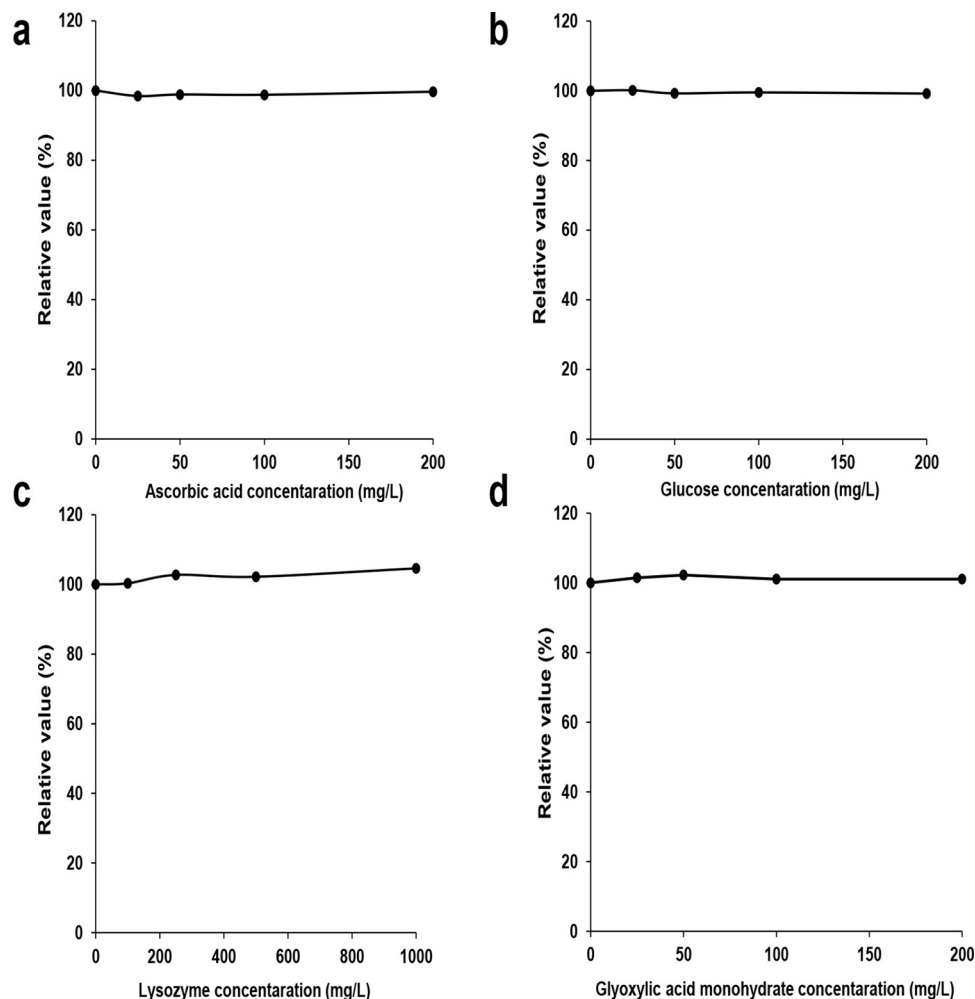 a
120
100
80
60
40
20
0
Relative value (%)
0 50 100 150 200
Ascorbic acid concentaration (mg/L)
b
120
100
80
60
40
20
0
Relative value (%)
0 50 100 150 200
Glucose concentaration (mg/L)
c
120
100
80
60
40
20
0
Relative value (%)
0 200 400 600 800 1000
Lysozyme concentaration (mg/L)
d
120
100
80
60
40
20
0
Relative value (%)
0 50 100 150 200
Glyoxylic acid monohydrate concentaration (mg/L)